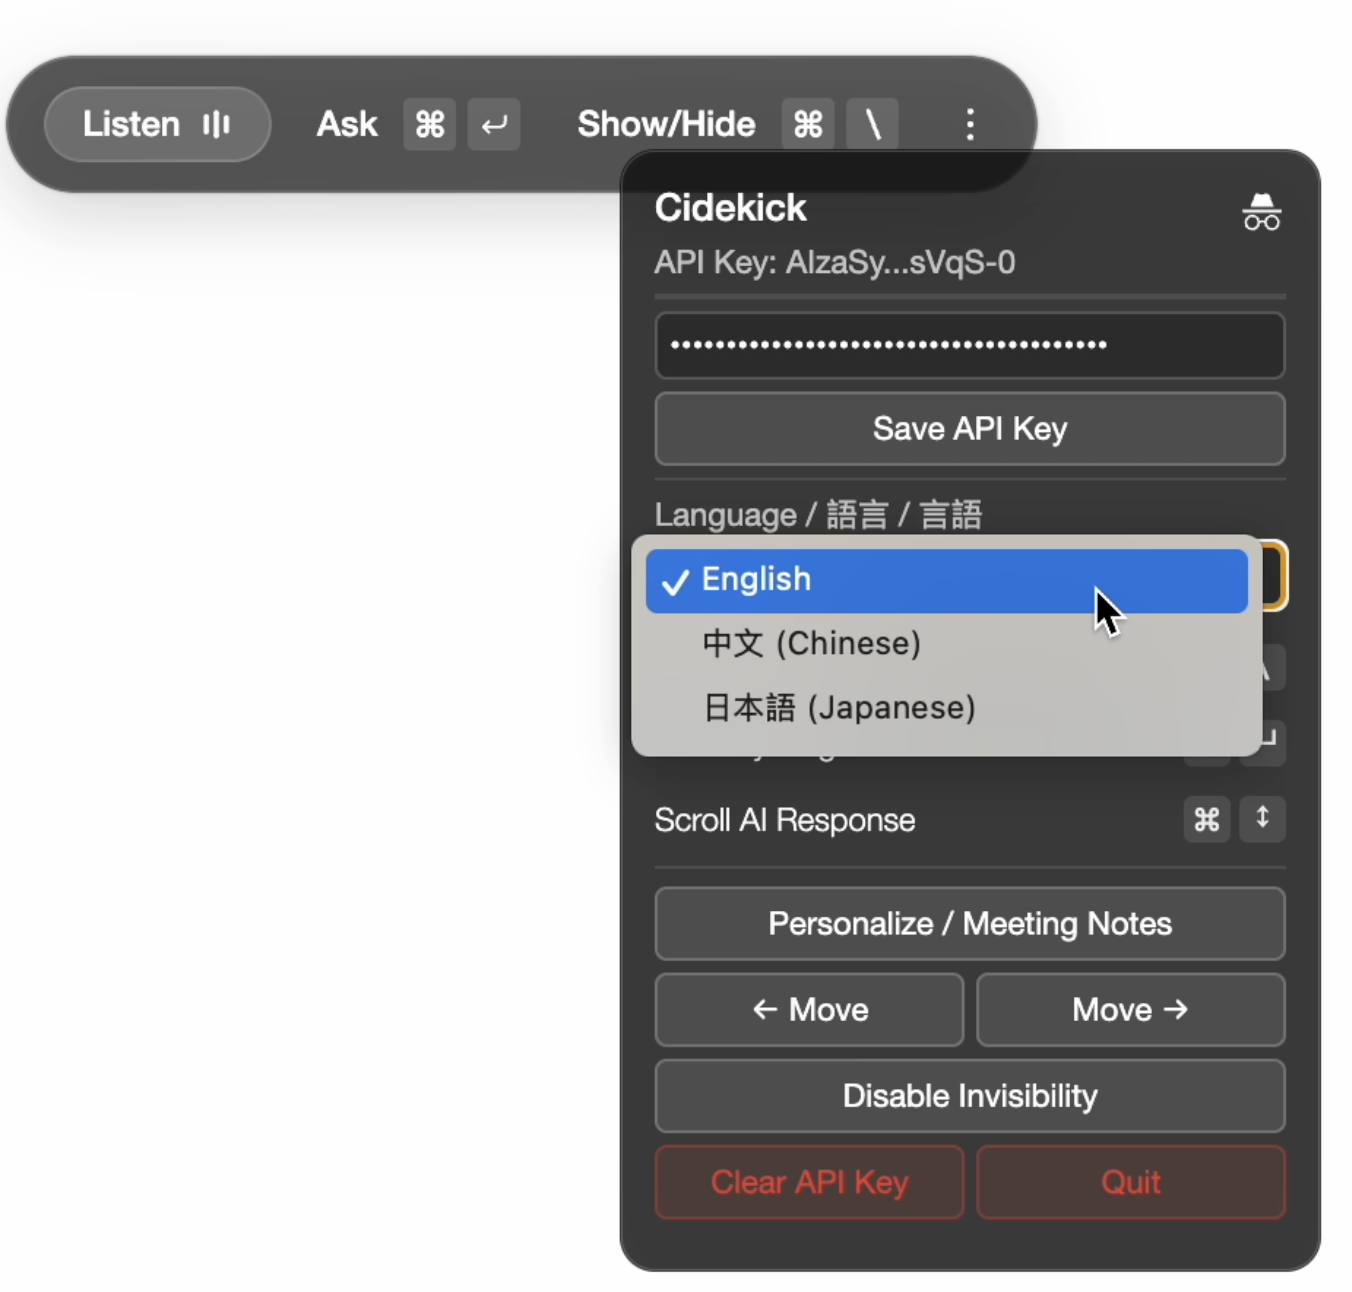 Listen Ask ⌘ ↵ Show/Hide ⌘ \
Cidekick
API Key: AIzaSy...sVqS-0
••••••••••••••••••••••••••••••••••••••
Save API Key
Language / 語言 / 言語
✓ English
中文 (Chinese)
日本語 (Japanese)
Scroll AI Response ⌘ ↕
Personalize / Meeting Notes
← Move Move →
Disable Invisibility
Clear API Key Quit